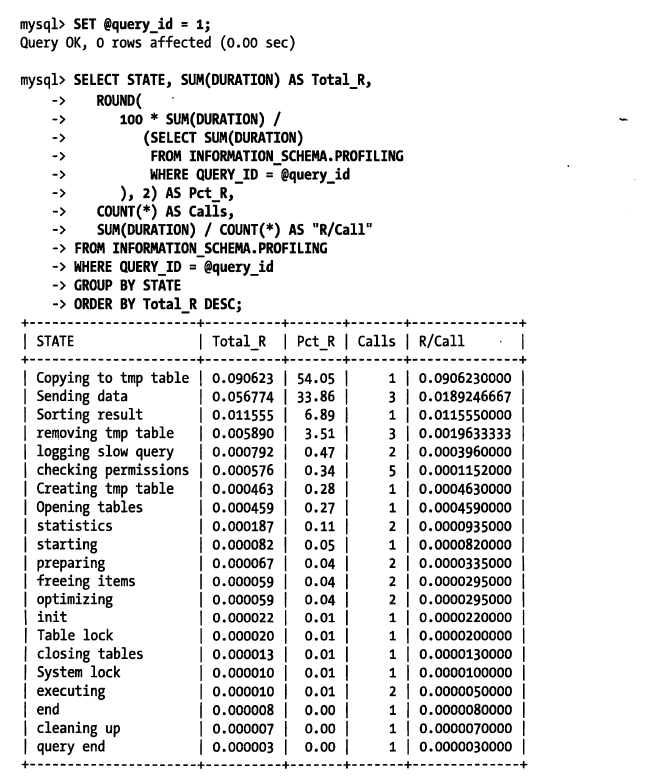 mysql> SET @query_id = 1;
Query OK, 0 rows affected (0.00 sec)

mysql> SELECT STATE, SUM(DURATION) AS Total_R,
    ->    ROUND(
    ->       100 * SUM(DURATION) /
    ->          (SELECT SUM(DURATION)
    ->           FROM INFORMATION_SCHEMA.PROFILING
    ->           WHERE QUERY_ID = @query_id
    ->       ), 2) AS Pct_R,
    ->    COUNT(*) AS Calls,
    ->    SUM(DURATION) / COUNT(*) AS "R/Call"
    -> FROM INFORMATION_SCHEMA.PROFILING
    -> WHERE QUERY_ID = @query_id
    -> GROUP BY STATE
    -> ORDER BY Total_R DESC;
+----------------------+----------+-------+-------+--------------+
| STATE                | Total_R  | Pct_R | Calls | R/Call       |
+----------------------+----------+-------+-------+--------------+
| Copying to tmp table | 0.090623 | 54.05 |     1 | 0.0906230000 |
| Sending data         | 0.056774 | 33.86 |     3 | 0.0189246667 |
| Sorting result       | 0.011555 |  6.89 |     1 | 0.0115550000 |
| removing tmp table   | 0.005890 |  3.51 |     3 | 0.0019633333 |
| logging slow query   | 0.000792 |  0.47 |     2 | 0.0003960000 |
| checking permissions | 0.000576 |  0.34 |     5 | 0.0001152000 |
| Creating tmp table   | 0.000463 |  0.28 |     1 | 0.0004630000 |
| Opening tables       | 0.000459 |  0.27 |     1 | 0.0004590000 |
| statistics           | 0.000187 |  0.11 |     2 | 0.0000935000 |
| starting             | 0.000082 |  0.05 |     1 | 0.0000820000 |
| preparing            | 0.000067 |  0.04 |     2 | 0.0000335000 |
| freeing items        | 0.000059 |  0.04 |     2 | 0.0000295000 |
| optimizing           | 0.000059 |  0.04 |     2 | 0.0000295000 |
| init                 | 0.000022 |  0.01 |     1 | 0.0000220000 |
| Table lock           | 0.000020 |  0.01 |     1 | 0.0000200000 |
| closing tables       | 0.000013 |  0.01 |     1 | 0.0000130000 |
| System lock          | 0.000010 |  0.01 |     1 | 0.0000100000 |
| executing            | 0.000010 |  0.01 |     2 | 0.0000050000 |
| end                  | 0.000008 |  0.00 |     1 | 0.0000080000 |
| cleaning up          | 0.000007 |  0.00 |     1 | 0.0000070000 |
| query end            | 0.000003 |  0.00 |     1 | 0.0000030000 |
+----------------------+----------+-------+-------+--------------+